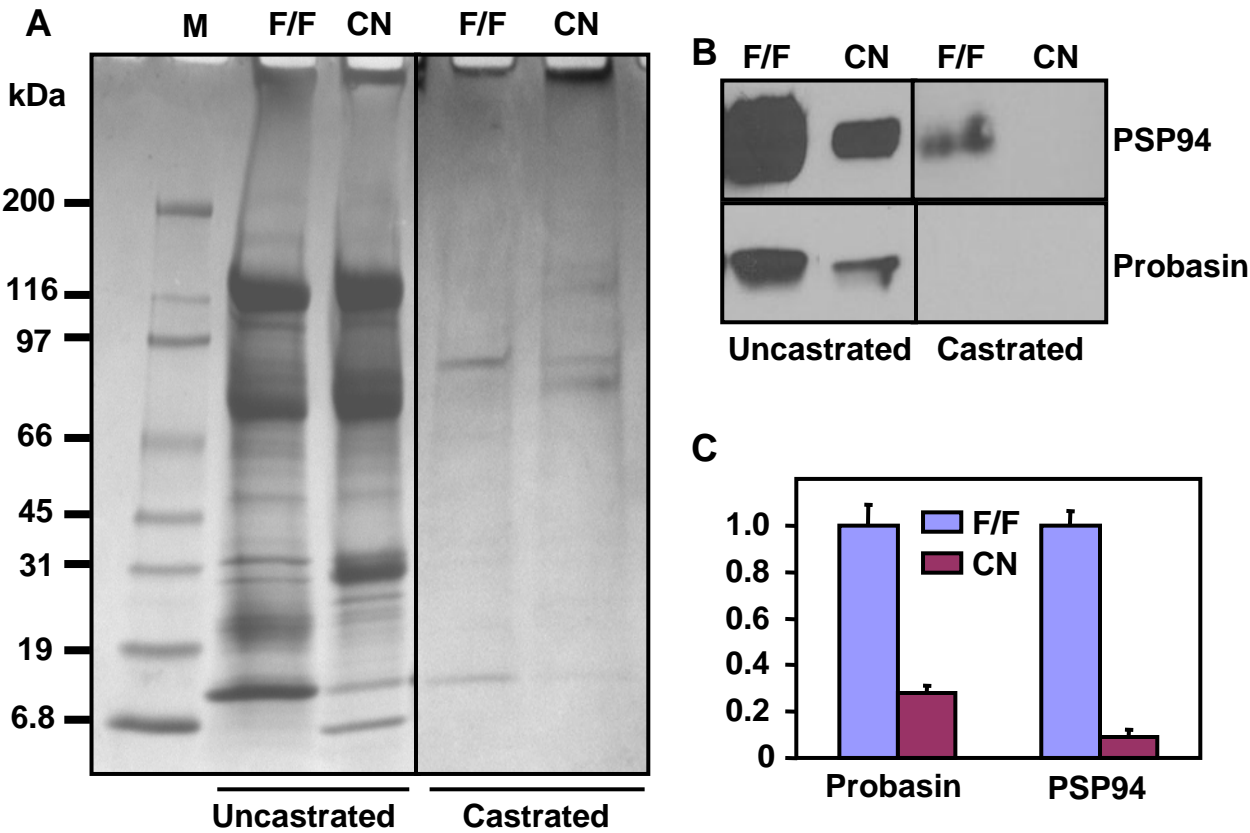 A
M F/F CN F/F CN
kDa
200
116
97
66
45
31
19
6.8
Uncastrated Castrated
B
F/F CN F/F CN
PSP94
Probasin
Uncastrated Castrated
C
1.0
0.8
0.6
0.4
0.2
0
F/F
CN
Probasin PSP94